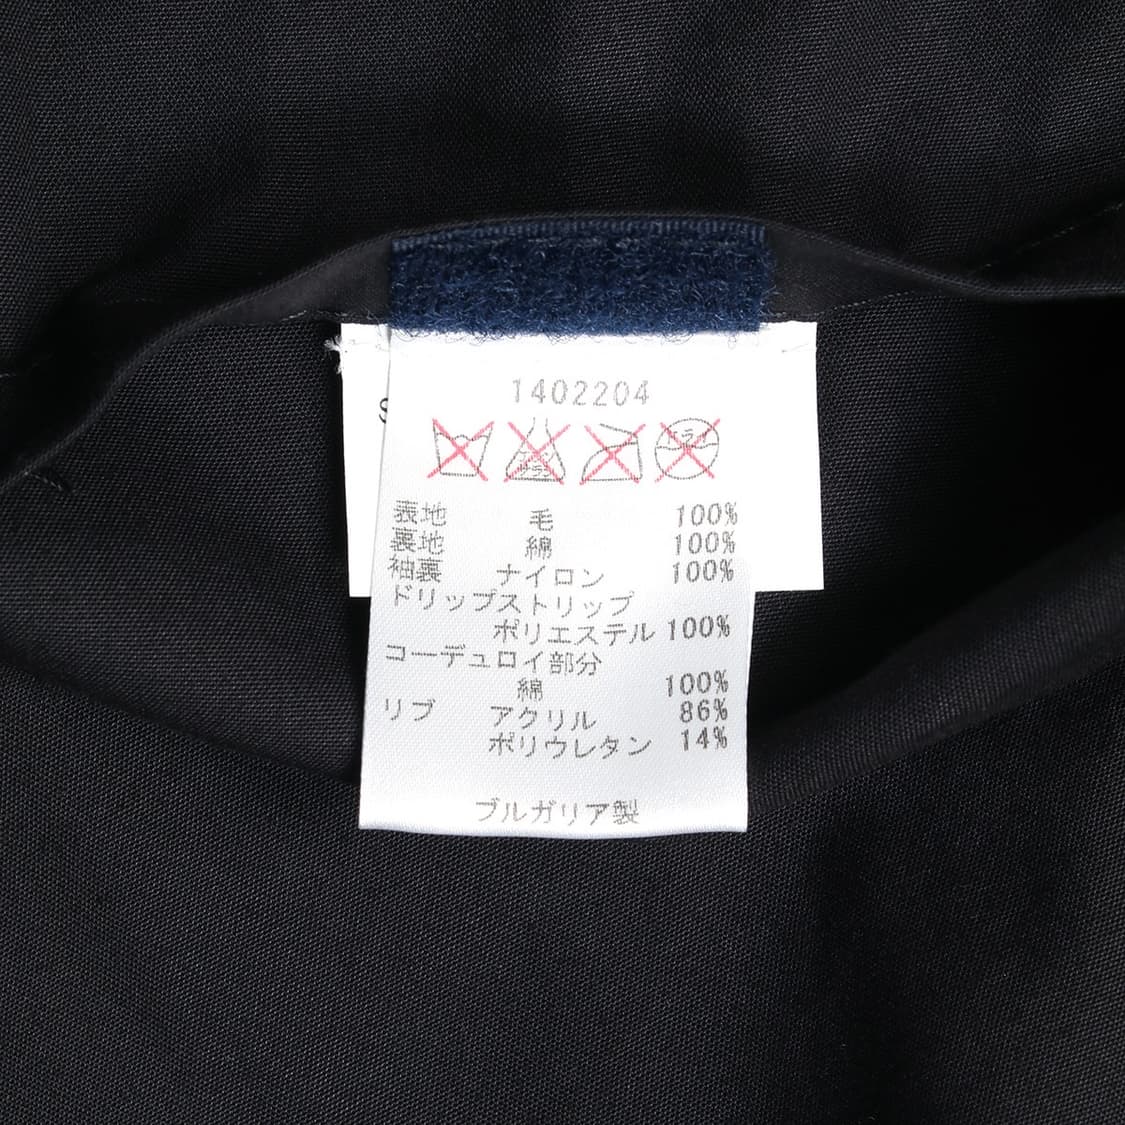 1402204
ドライ
表地 毛 100%
裏地 綿 100%
袖裏 ナイロン 100%
ドリップストリップ
ポリエステル 100%
コーデュロイ部分
綿 100%
リブ アクリル 86%
ポリウレタン 14%
ブルガリア製